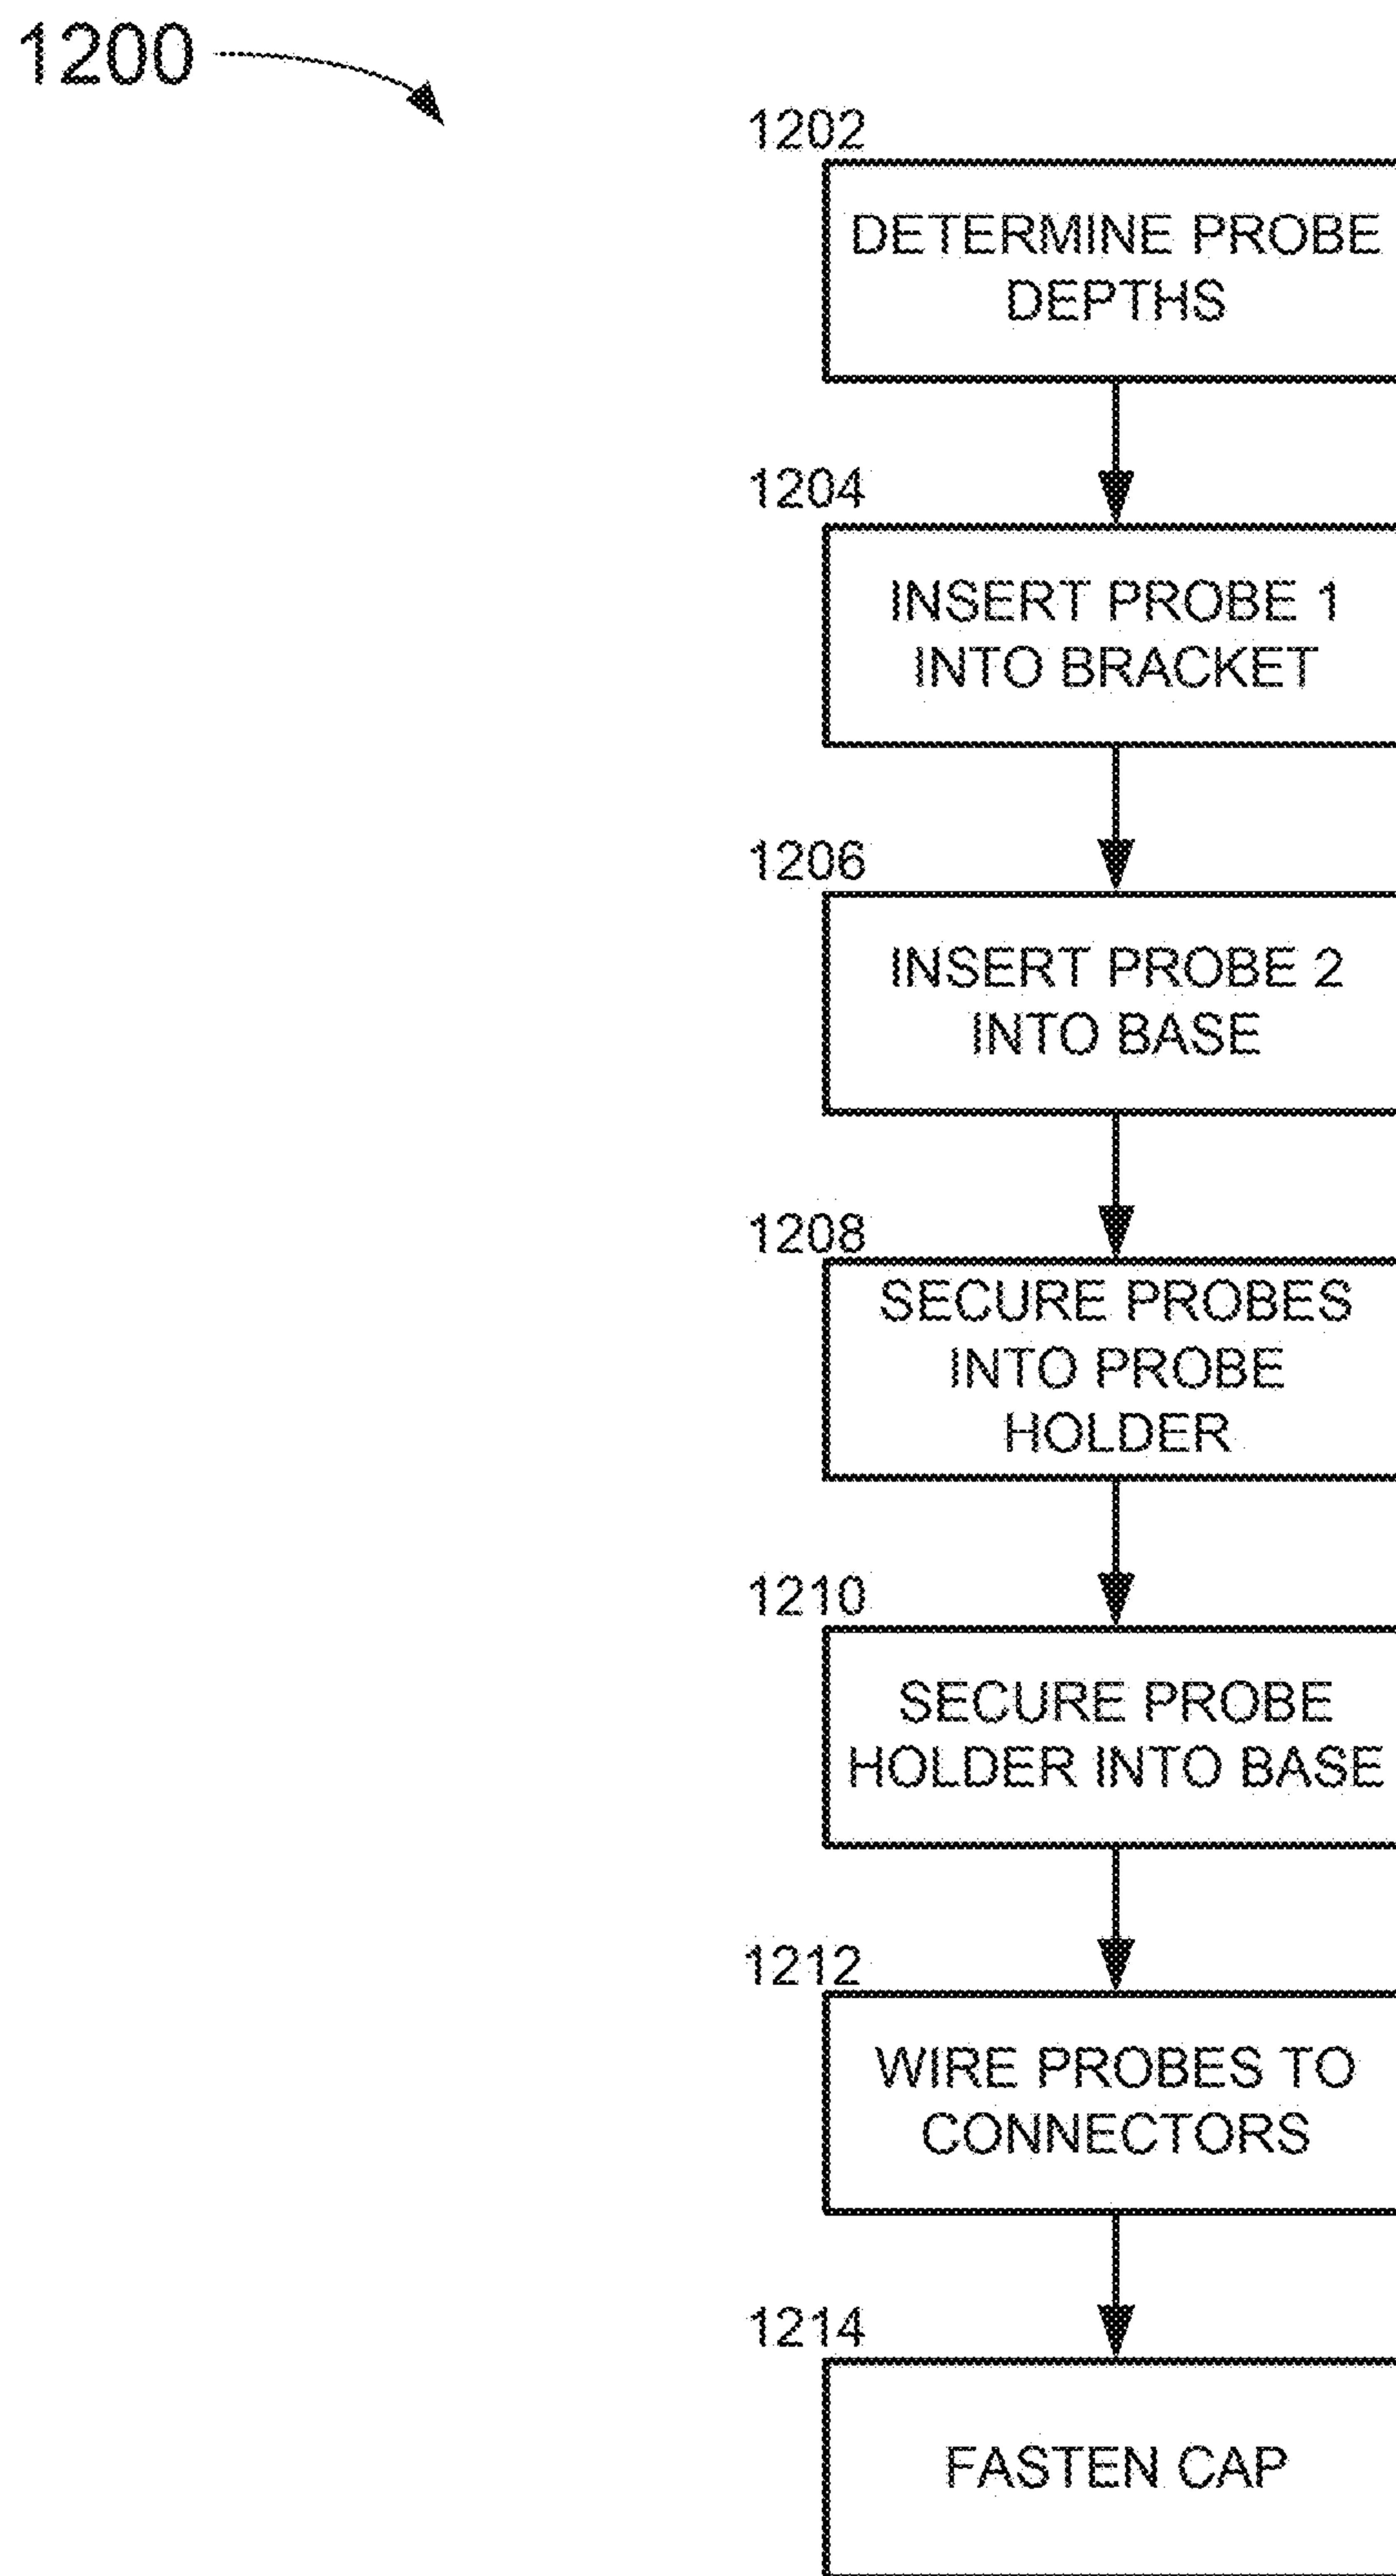 1200
1202
DETERMINE PROBE
DEPTHS
1204
INSERT PROBE 1
INTO BRACKET
1206
INSERT PROBE 2
INTO BASE
1208
SECURE PROBES
INTO PROBE
HOLDER
1210
SECURE PROBE
HOLDER INTO BASE
1212
WIRE PROBES TO
CONNECTORS
1214
FASTEN CAP